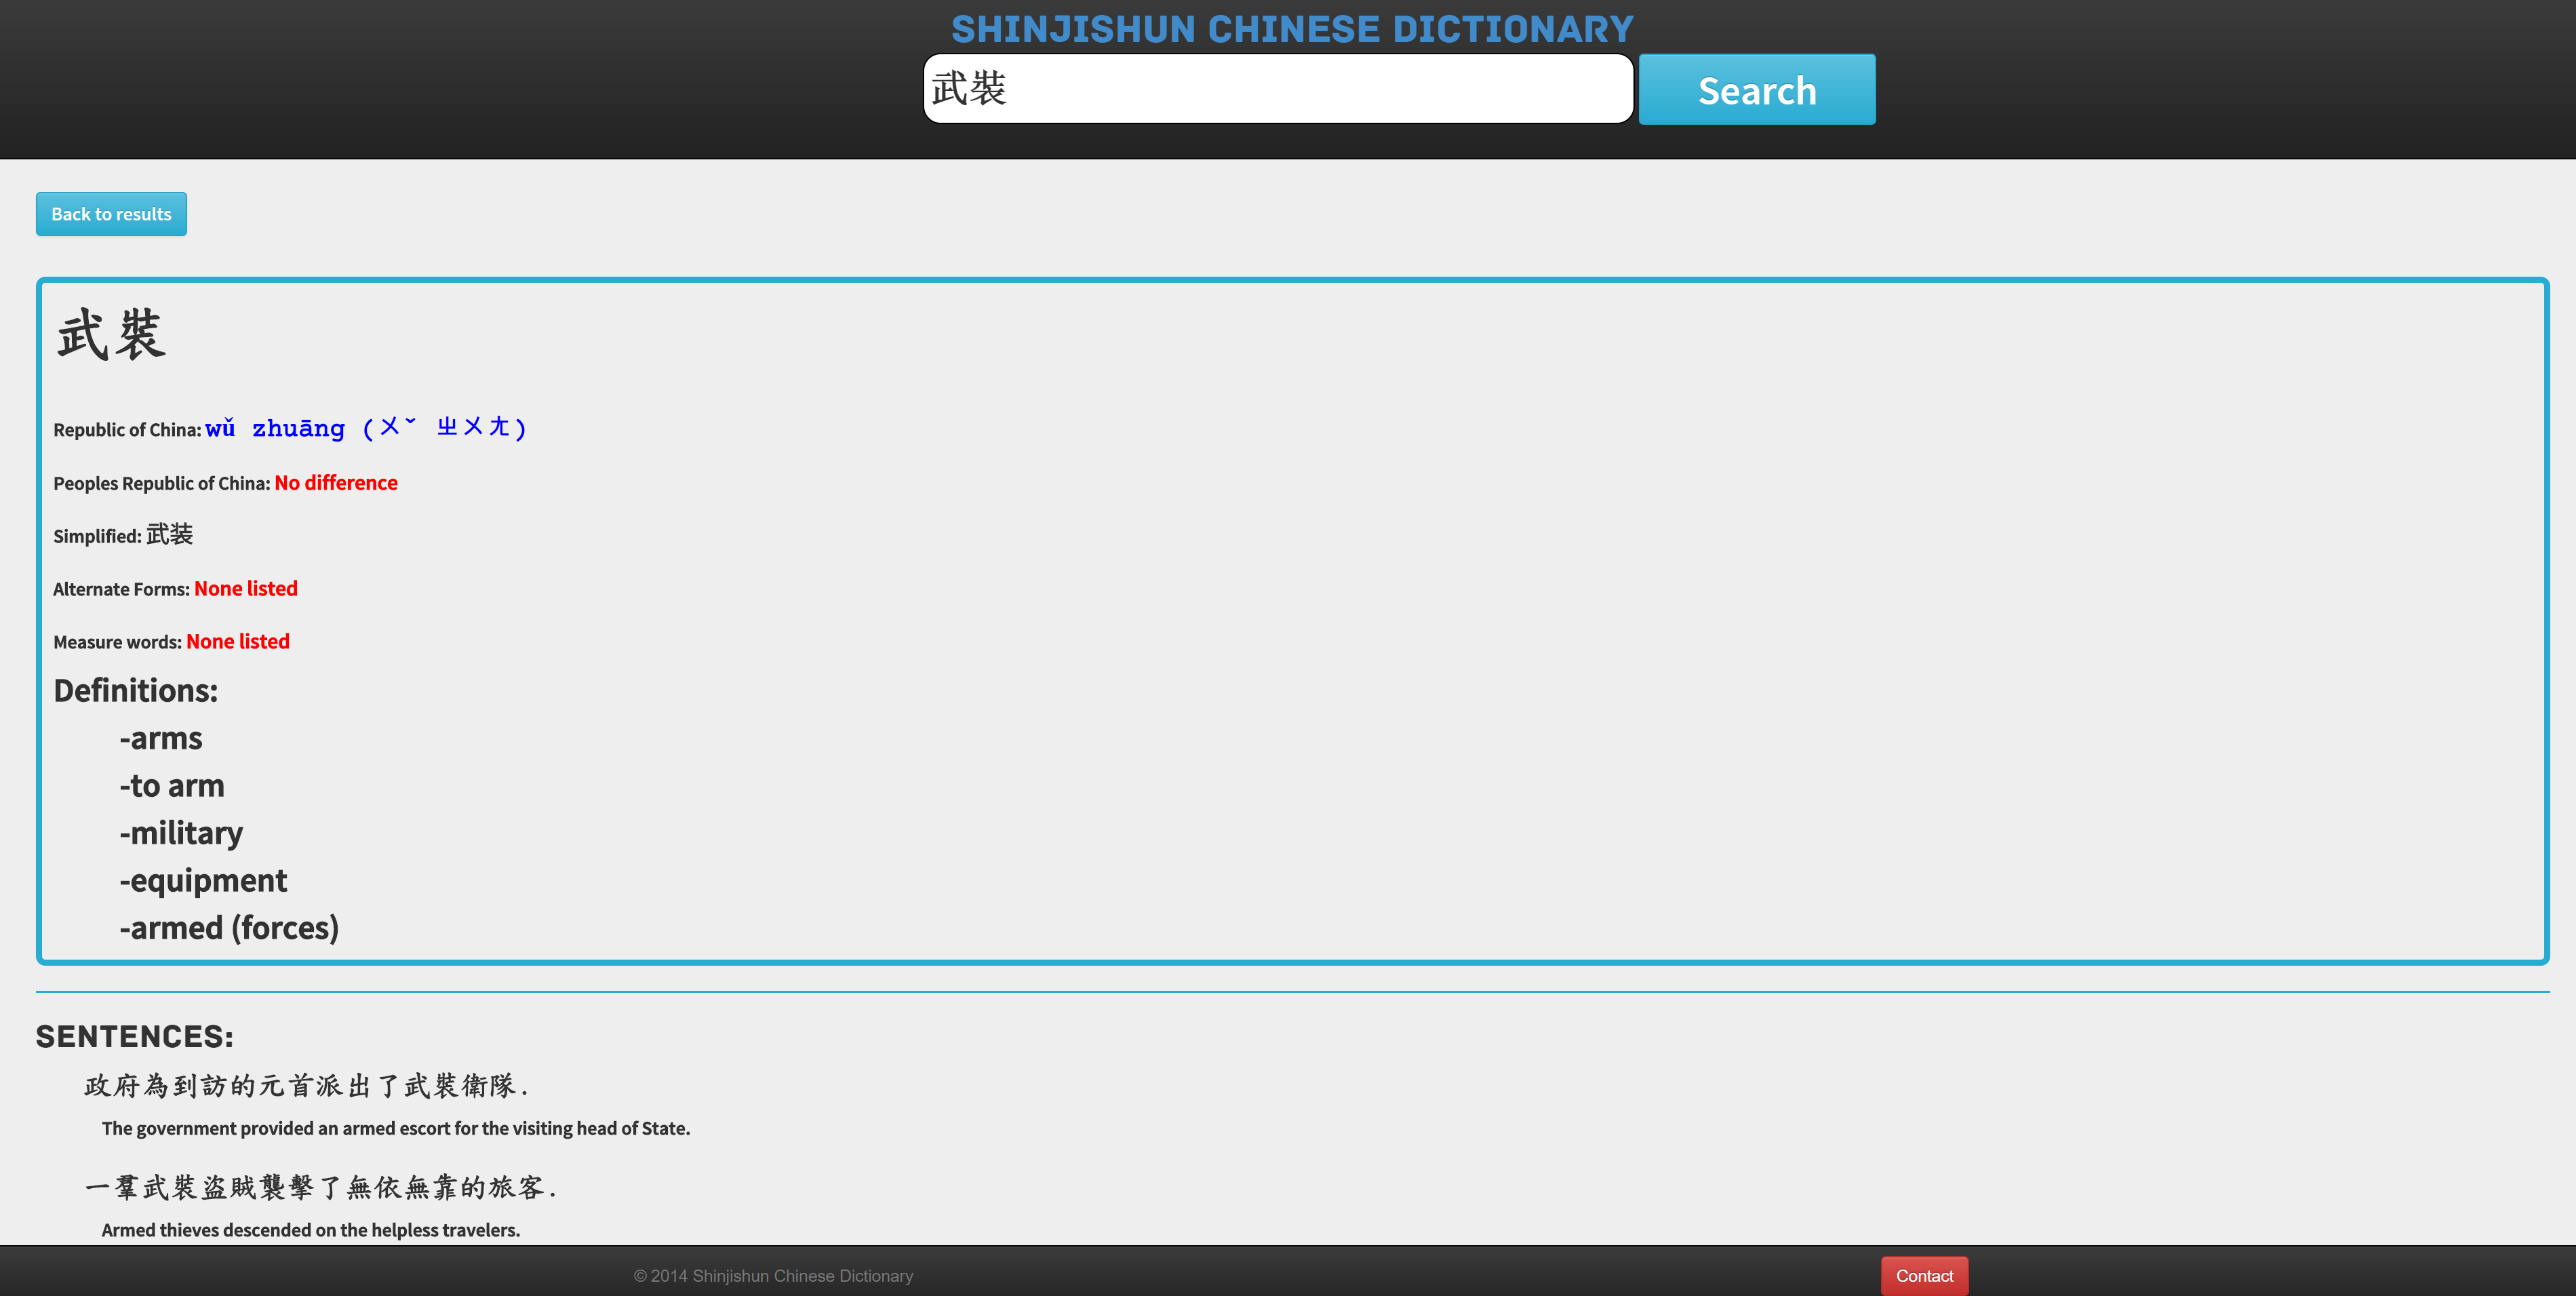 SHINJISHUN CHINESE DICTIONARY
武裝
Search
Back to results
武裝
Republic of China: wǔ zhuāng (ㄨˇ ㄓㄨㄤ)
Peoples Republic of China: No difference
Simplified: 武装
Alternate Forms: None listed
Measure words: None listed
Definitions:
-arms
-to arm
-military
-equipment
-armed (forces)
SENTENCES:
政府為到訪的元首派出了武裝衛隊.
The government provided an armed escort for the visiting head of State.
一羣武裝盜賊襲擊了無依無靠的旅客.
Armed thieves descended on the helpless travelers.
© 2014 Shinjishun Chinese Dictionary
Contact